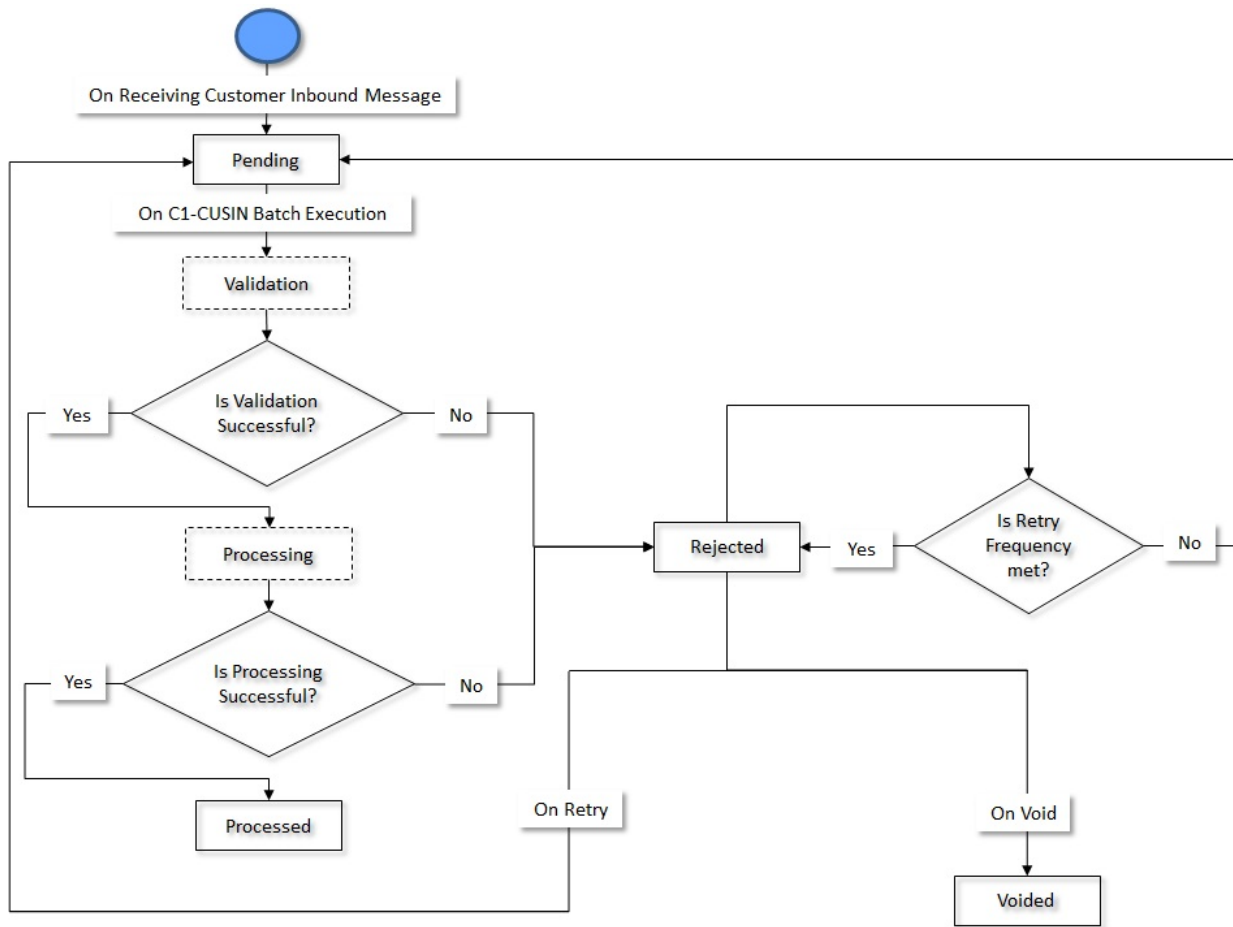 On Receiving Customer Inbound Message
Pending
On C1-CUSIN Batch Execution
Validation
Is Validation
Successful?
Yes
No
Processing
Is Processing
Successful?
Yes
No
Processed
Rejected
Is Retry
Frequency
met?
Yes
No
On Retry
On Void
Voided